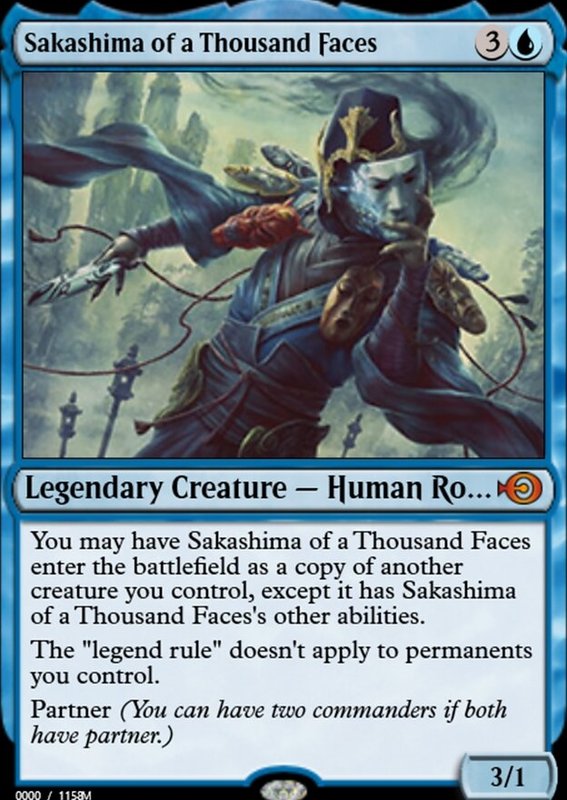 Sakashima of a Thousand Faces 3
Legendary Creature — Human Ro...
You may have Sakashima of a Thousand Faces
enter the battlefield as a copy of another
creature you control, except it has Sakashima
of a Thousand Faces's other abilities.
The "legend rule" doesn't apply to permanents
you control.
Partner (You can have two commanders if both
have partner.)
3/1
0000 / 1158M